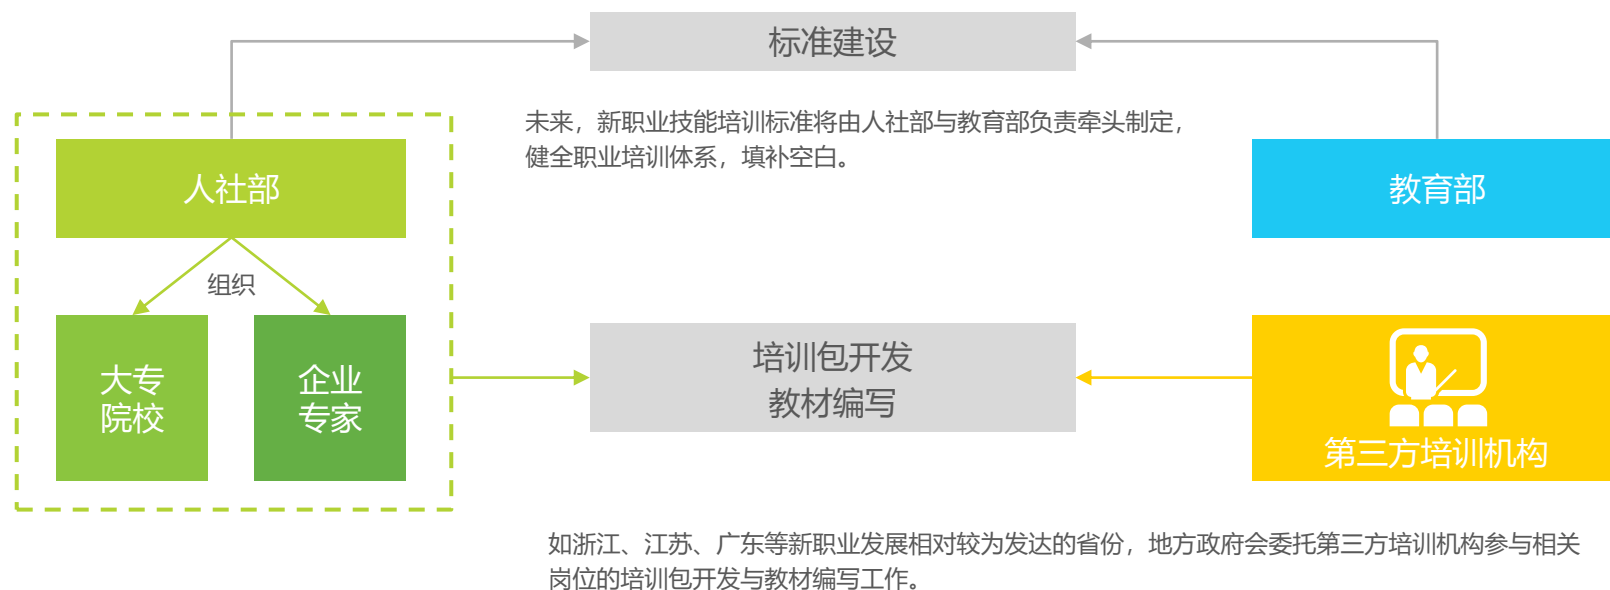 标准建设
未来，新职业技能培训标准将由人社部与教育部负责牵头制定，
健全职业培训体系，填补空白。
人社部
教育部
组织
大专
院校
企业
专家
培训包开发
教材编写
第三方培训机构
如浙江、江苏、广东等新职业发展相对较为发达的省份，地方政府会委托第三方培训机构参与相关
岗位的培训包开发与教材编写工作。